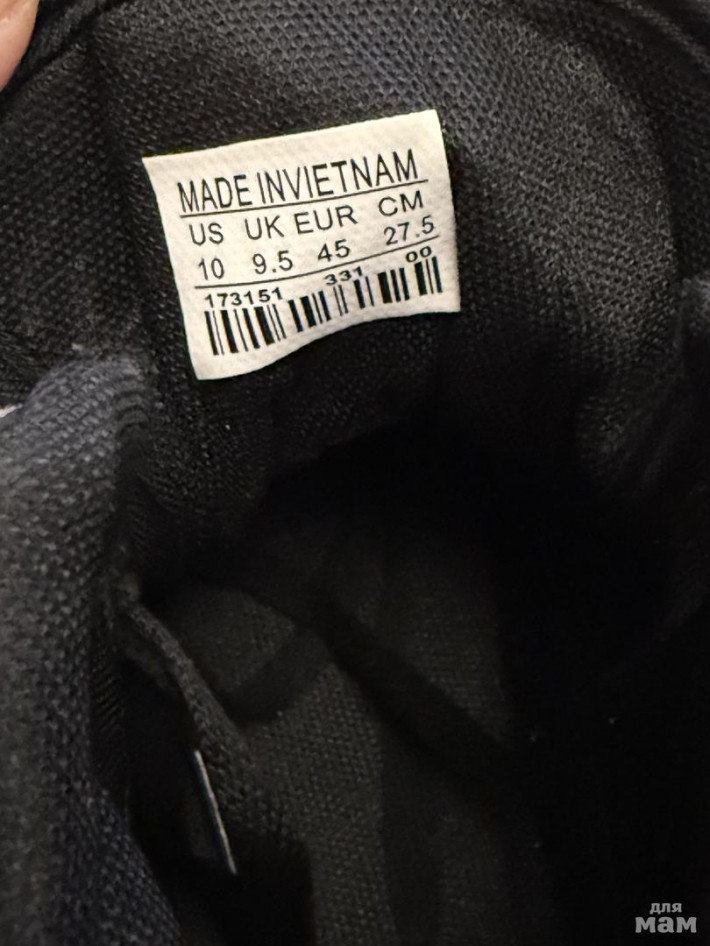 MADE INVIETNAM
US UK EUR CM
10 9.5 45 27.5
173151 331 00
для
мам